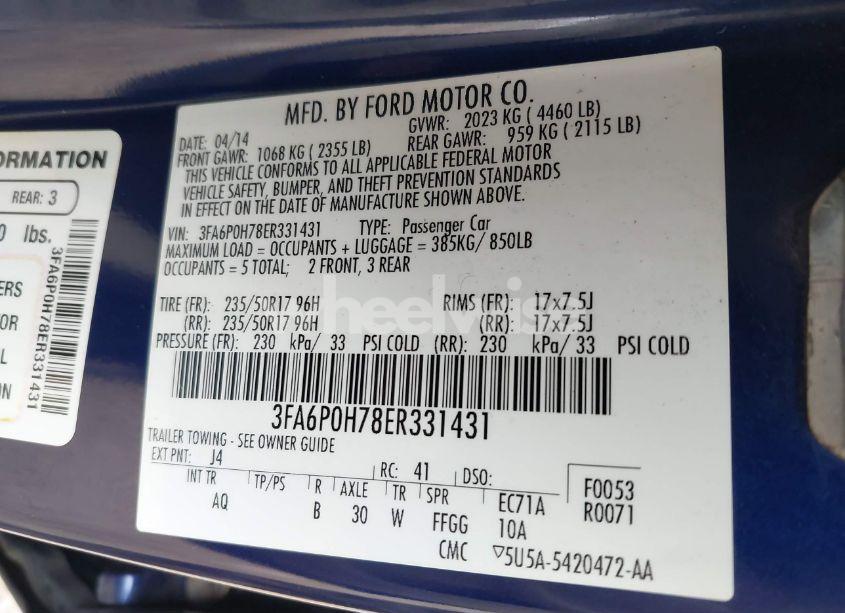 ORMATION
REAR: 3
0 lbs.
ERS
OR
L
ON
3FA6P0H78ER331431
MFD. BY FORD MOTOR CO.
DATE: 04/14 GVWR: 2023 KG ( 4460 LB)
FRONT GAWR: 1068 KG ( 2355 LB) REAR GAWR: 959 KG ( 2115 LB)
THIS VEHICLE CONFORMS TO ALL APPLICABLE FEDERAL MOTOR
VEHICLE SAFETY, BUMPER, AND THEFT PREVENTION STANDARDS
IN EFFECT ON THE DATE OF MANUFACTURE SHOWN ABOVE.
VIN: 3FA6P0H78ER331431 TYPE: Passenger Car
MAXIMUM LOAD = OCCUPANTS + LUGGAGE = 385KG/ 850LB
OCCUPANTS = 5 TOTAL; 2 FRONT, 3 REAR
TIRE (FR): 235/50R17 96H RIMS (FR): 17x7.5J
(RR): 235/50R17 96H (RR): 17x7.5J
PRESSURE (FR): 230 kPa/ 33 PSI COLD (RR): 230 kPa/ 33 PSI COLD
3FA6P0H78ER331431
TRAILER TOWING - SEE OWNER GUIDE
EXT PNT: J4 RC: 41 DSO: F0053
INT TR TP/PS R AXLE TR SPR EC71A R0071
AQ B 30 W FFGG 10A
CMC ▽5U5A-5420472-AA